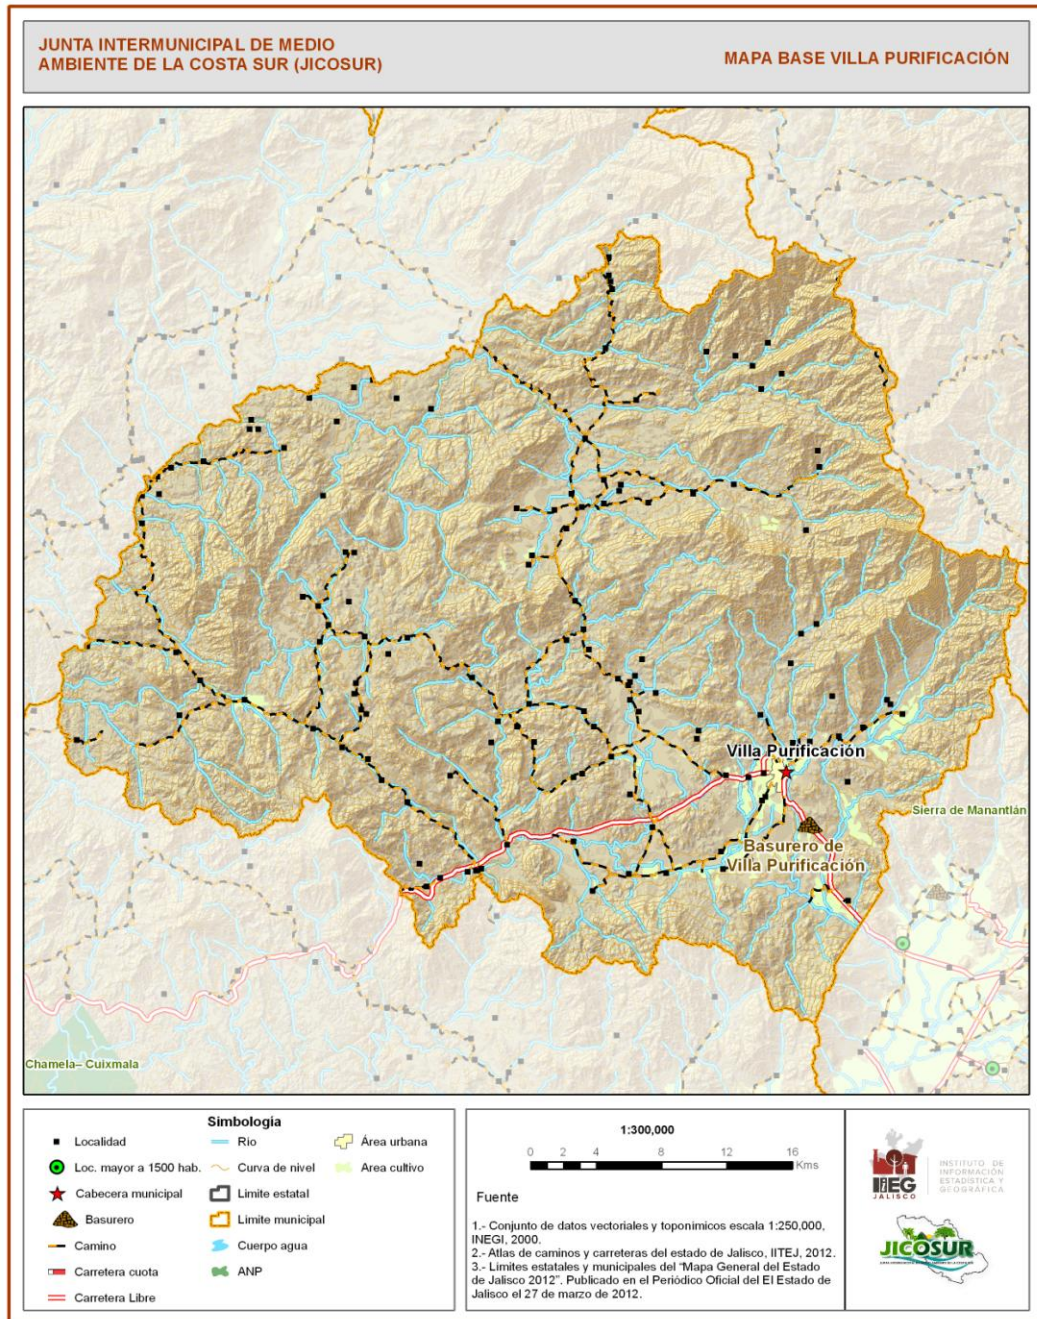 JUNTA INTERMUNICIPAL DE MEDIO
AMBIENTE DE LA COSTA SUR (JICOSUR)
MAPA BASE VILLA PURIFICACIÓN
Villa Purificación
Sierra de Manantlán
Basurero de
Villa Purificación
Chamela– Cuixmala
Simbología
Localidad
Loc. mayor a 1500 hab.
Cabecera municipal
Basurero
Camino
Carretera cuota
Carretera Libre
Rio
Curva de nivel
Limite estatal
Limite municipal
Cuerpo agua
ANP
Área urbana
Area cultivo
1:300,000
0 2 4 8 12 16
Kms
Fuente
1.- Conjunto de datos vectoriales y toponimicos escala 1:250,000,
INEGI, 2000.
2.- Atlas de caminos y carreteras del estado de Jalisco, IITEJ, 2012.
3.- Limites estatales y municipales del "Mapa General del Estado
de Jalisco 2012". Publicado en el Periódico Oficial del El Estado de
Jalisco el 27 de marzo de 2012.
IIEG
JALISCO
INSTITUTO DE
INFORMACIÓN
ESTADÍSTICA Y
GEOGRÁFICA
JICOSUR